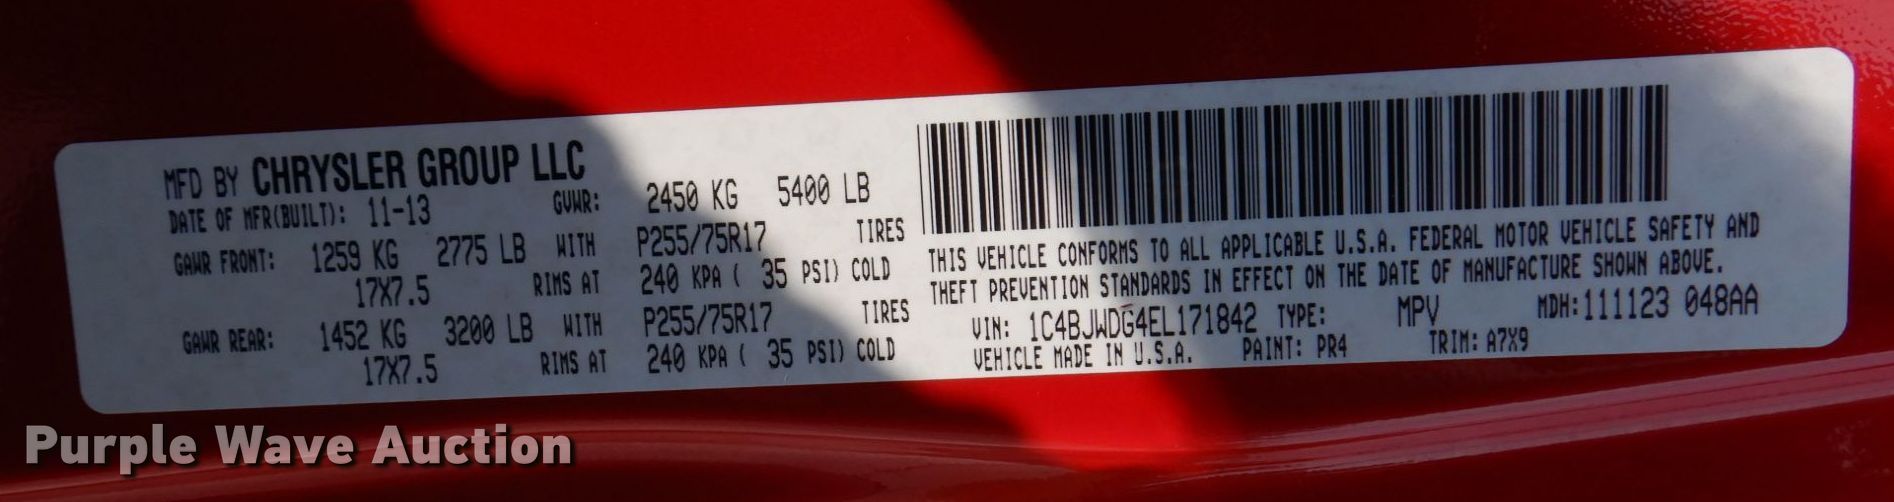 MFD BY CHRYSLER GROUP LLC
DATE OF MFR(BUILT): 11-13 GVWR: 2450 KG 5400 LB
GAWR FRONT: 1259 KG 2775 LB WITH P255/75R17 TIRES
17X7.5 RIMS AT 240 KPA ( 35 PSI) COLD
GAWR REAR: 1452 KG 3200 LB WITH P255/75R17 TIRES
17X7.5 RIMS AT 240 KPA ( 35 PSI) COLD
THIS VEHICLE CONFORMS TO ALL APPLICABLE U.S.A. FEDERAL MOTOR VEHICLE SAFETY AND
THEFT PREVENTION STANDARDS IN EFFECT ON THE DATE OF MANUFACTURE SHOWN ABOVE.
VIN: 1C4BJWDG4EL171842 TYPE: MPV MDH:111123 048AA
VEHICLE MADE IN U.S.A. PAINT: PR4 TRIM: A7X9
Purple Wave Auction